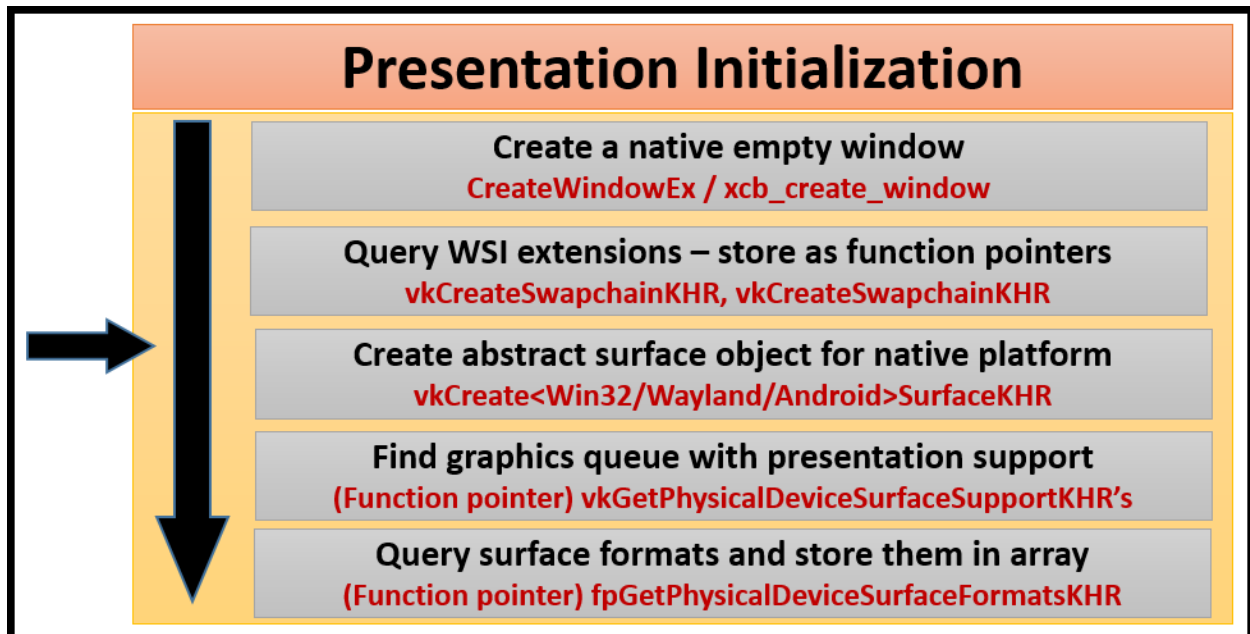 Presentation Initialization
Create a native empty window
CreateWindowEx / xcb_create_window
Query WSI extensions – store as function pointers
vkCreateSwapchainKHR, vkCreateSwapchainKHR
Create abstract surface object for native platform
vkCreate<Win32/Wayland/Android>SurfaceKHR
Find graphics queue with presentation support
(Function pointer) vkGetPhysicalDeviceSurfaceSupportKHR’s
Query surface formats and store them in array
(Function pointer) fpGetPhysicalDeviceSurfaceFormatsKHR